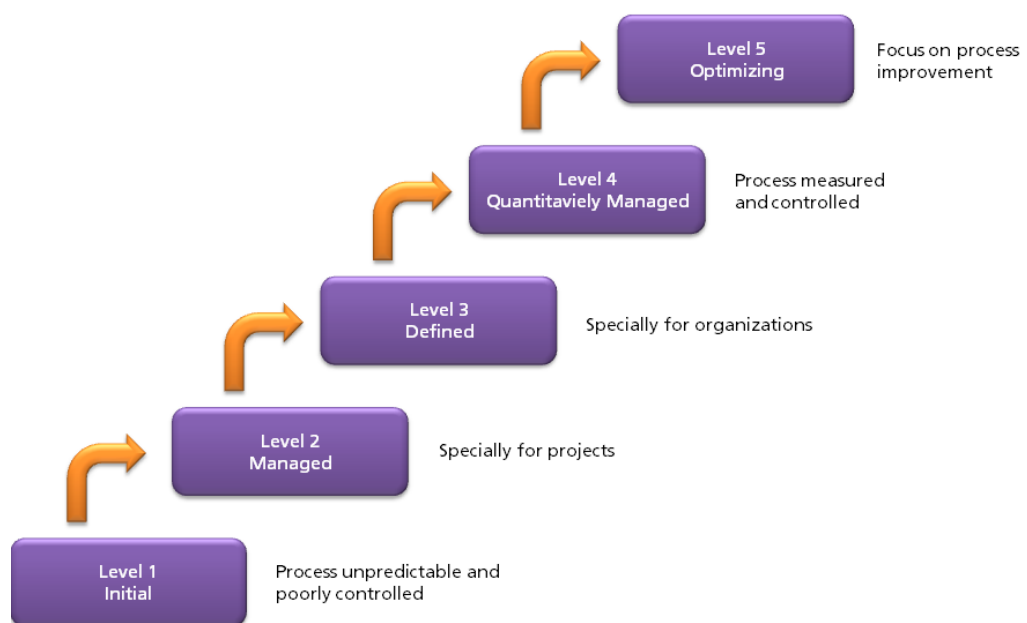 Level 5
Optimizing
Focus on process
improvement
Level 4
Quantitaviely Managed
Process measured
and controlled
Level 3
Defined
Specially for organizations
Level 2
Managed
Specially for projects
Level 1
Initial
Process unpredictable and
poorly controlled